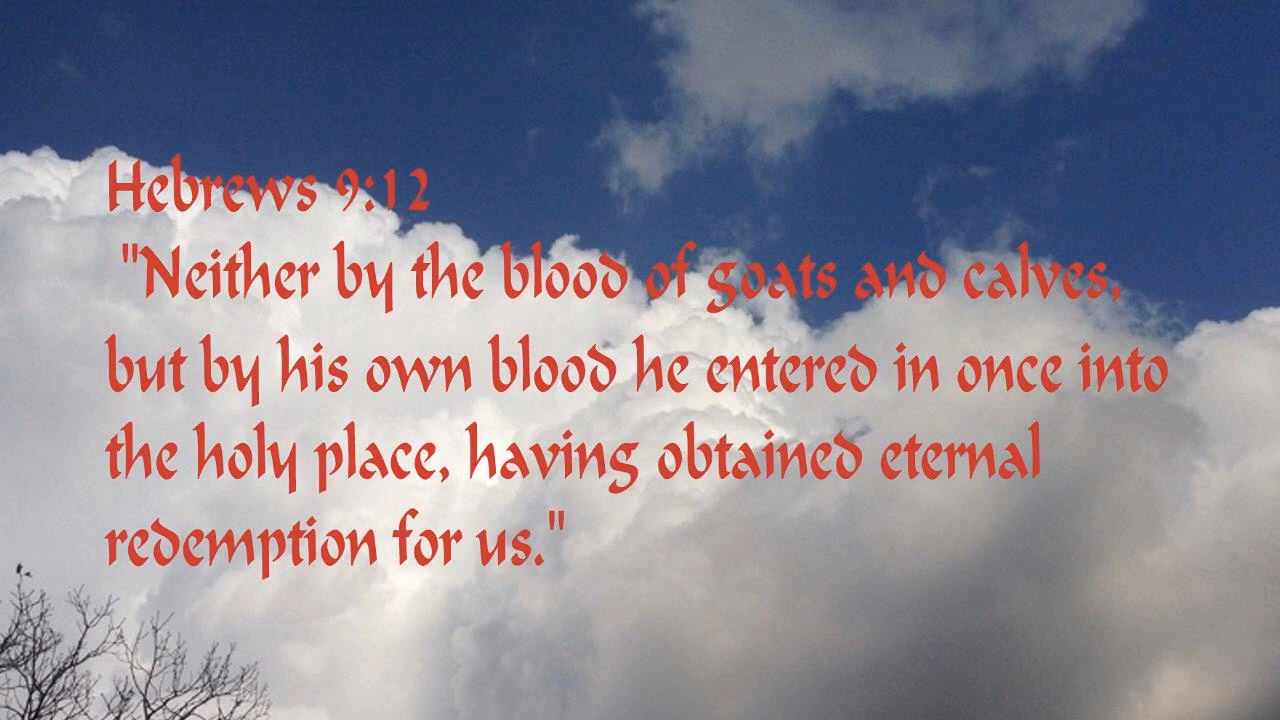 Hebrews 9:12
"Neither by the blood of goats and calves,
but by his own blood he entered in once into
the holy place, having obtained eternal
redemption for us."